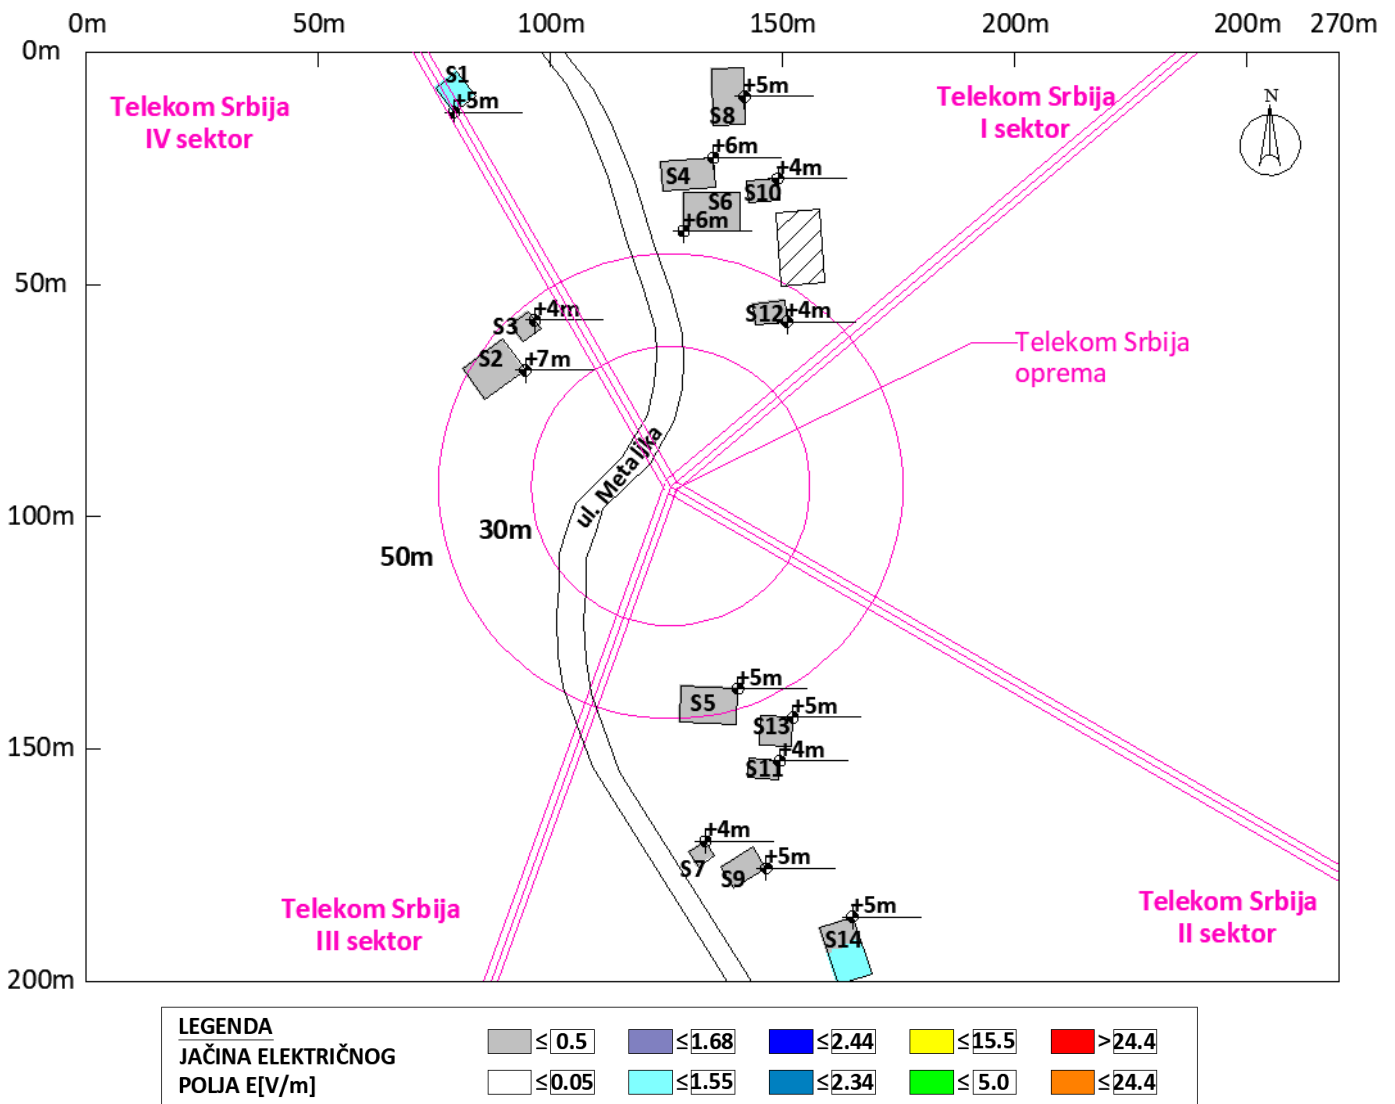 0m 50m 100m 150m 200m 200m 270m
0m
S1
+5m
Telekom Srbija
IV sektor
+5m
S8
Telekom Srbija
I sektor
N
+6m
S4
+4m
S10
S6
+6m
50m
+4m
S3
S12
+4m
S2
+7m
Telekom Srbija
oprema
ul. Metaljka
100m
30m
50m
+5m
S5
+5m
S13
150m
+4m
S11
+4m
S7
+5m
S9
Telekom Srbija
III sektor
+5m
S14
Telekom Srbija
II sektor
200m
LEGENDA
JAČINA ELEKTRIČNOG
POLJA E[V/m]
≤ 0.5 ≤1.68 ≤2.44 ≤15.5 >24.4
≤0.05 ≤1.55 ≤2.34 ≤ 5.0 ≤24.4